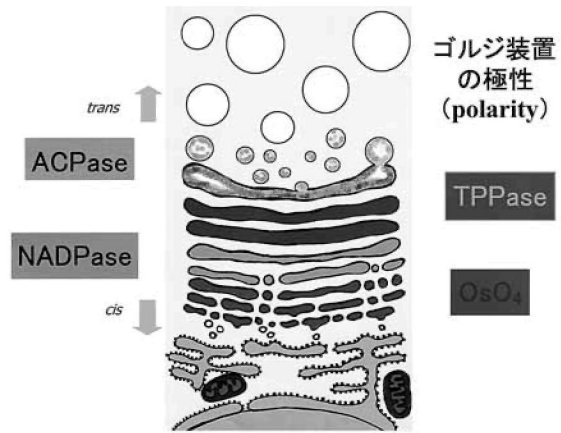 ゴルジ装置
の極性
（polarity）
trans
ACPase
TPPase
NADPase
OsO₄
cis